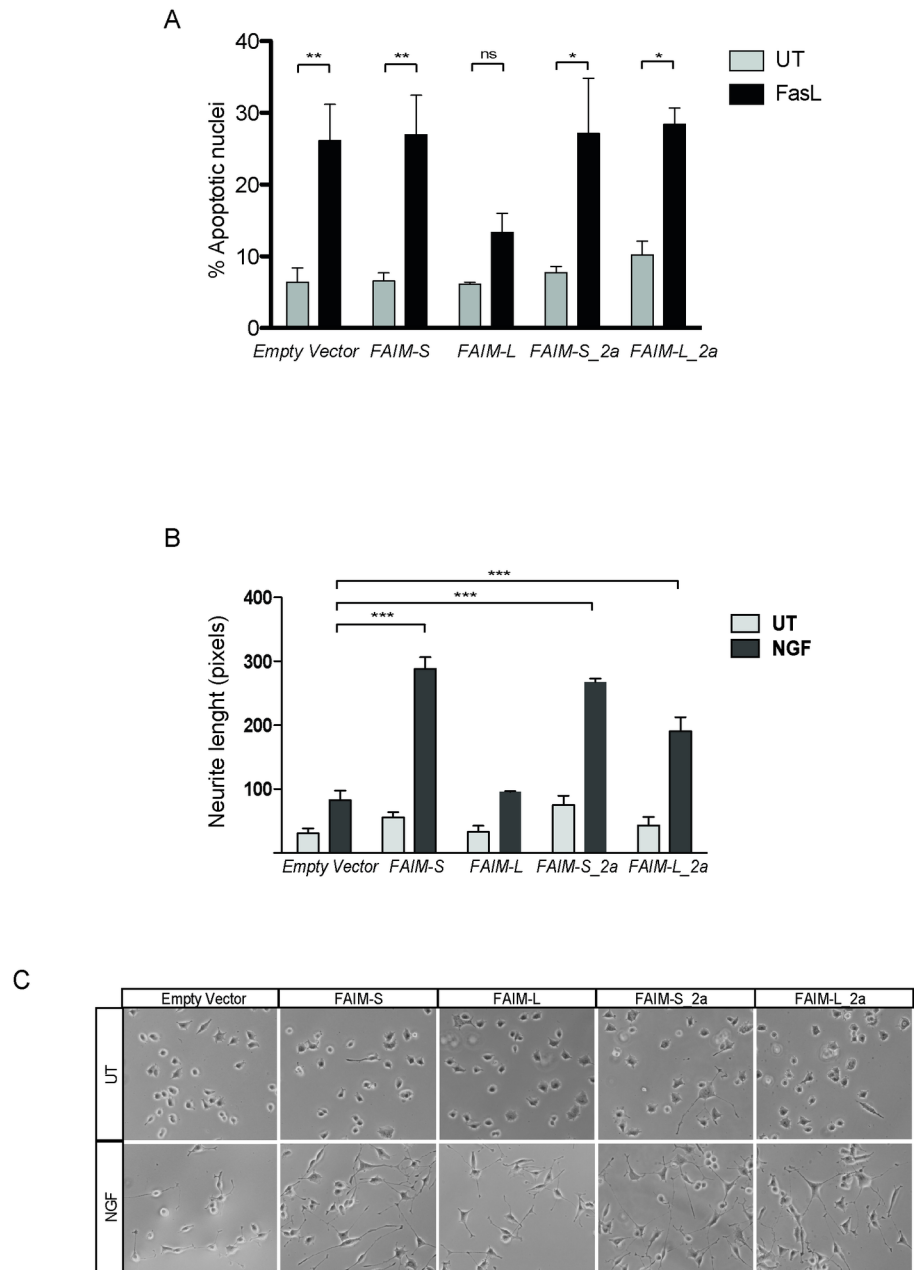 A
% Apoptotic nuclei
40
30
20
10
0
** ** ns * *
UT
FasL
Empty Vector FAIM-S FAIM-L FAIM-S_2a FAIM-L_2a
B
Neurite lenght (pixels)
400
300
200
100
***
***
***
UT
NGF
Empty Vector FAIM-S FAIM-L FAIM-S_2a FAIM-L_2a
C
Empty Vector FAIM-S FAIM-L FAIM-S_2a FAIM-L_2a
UT
NGF